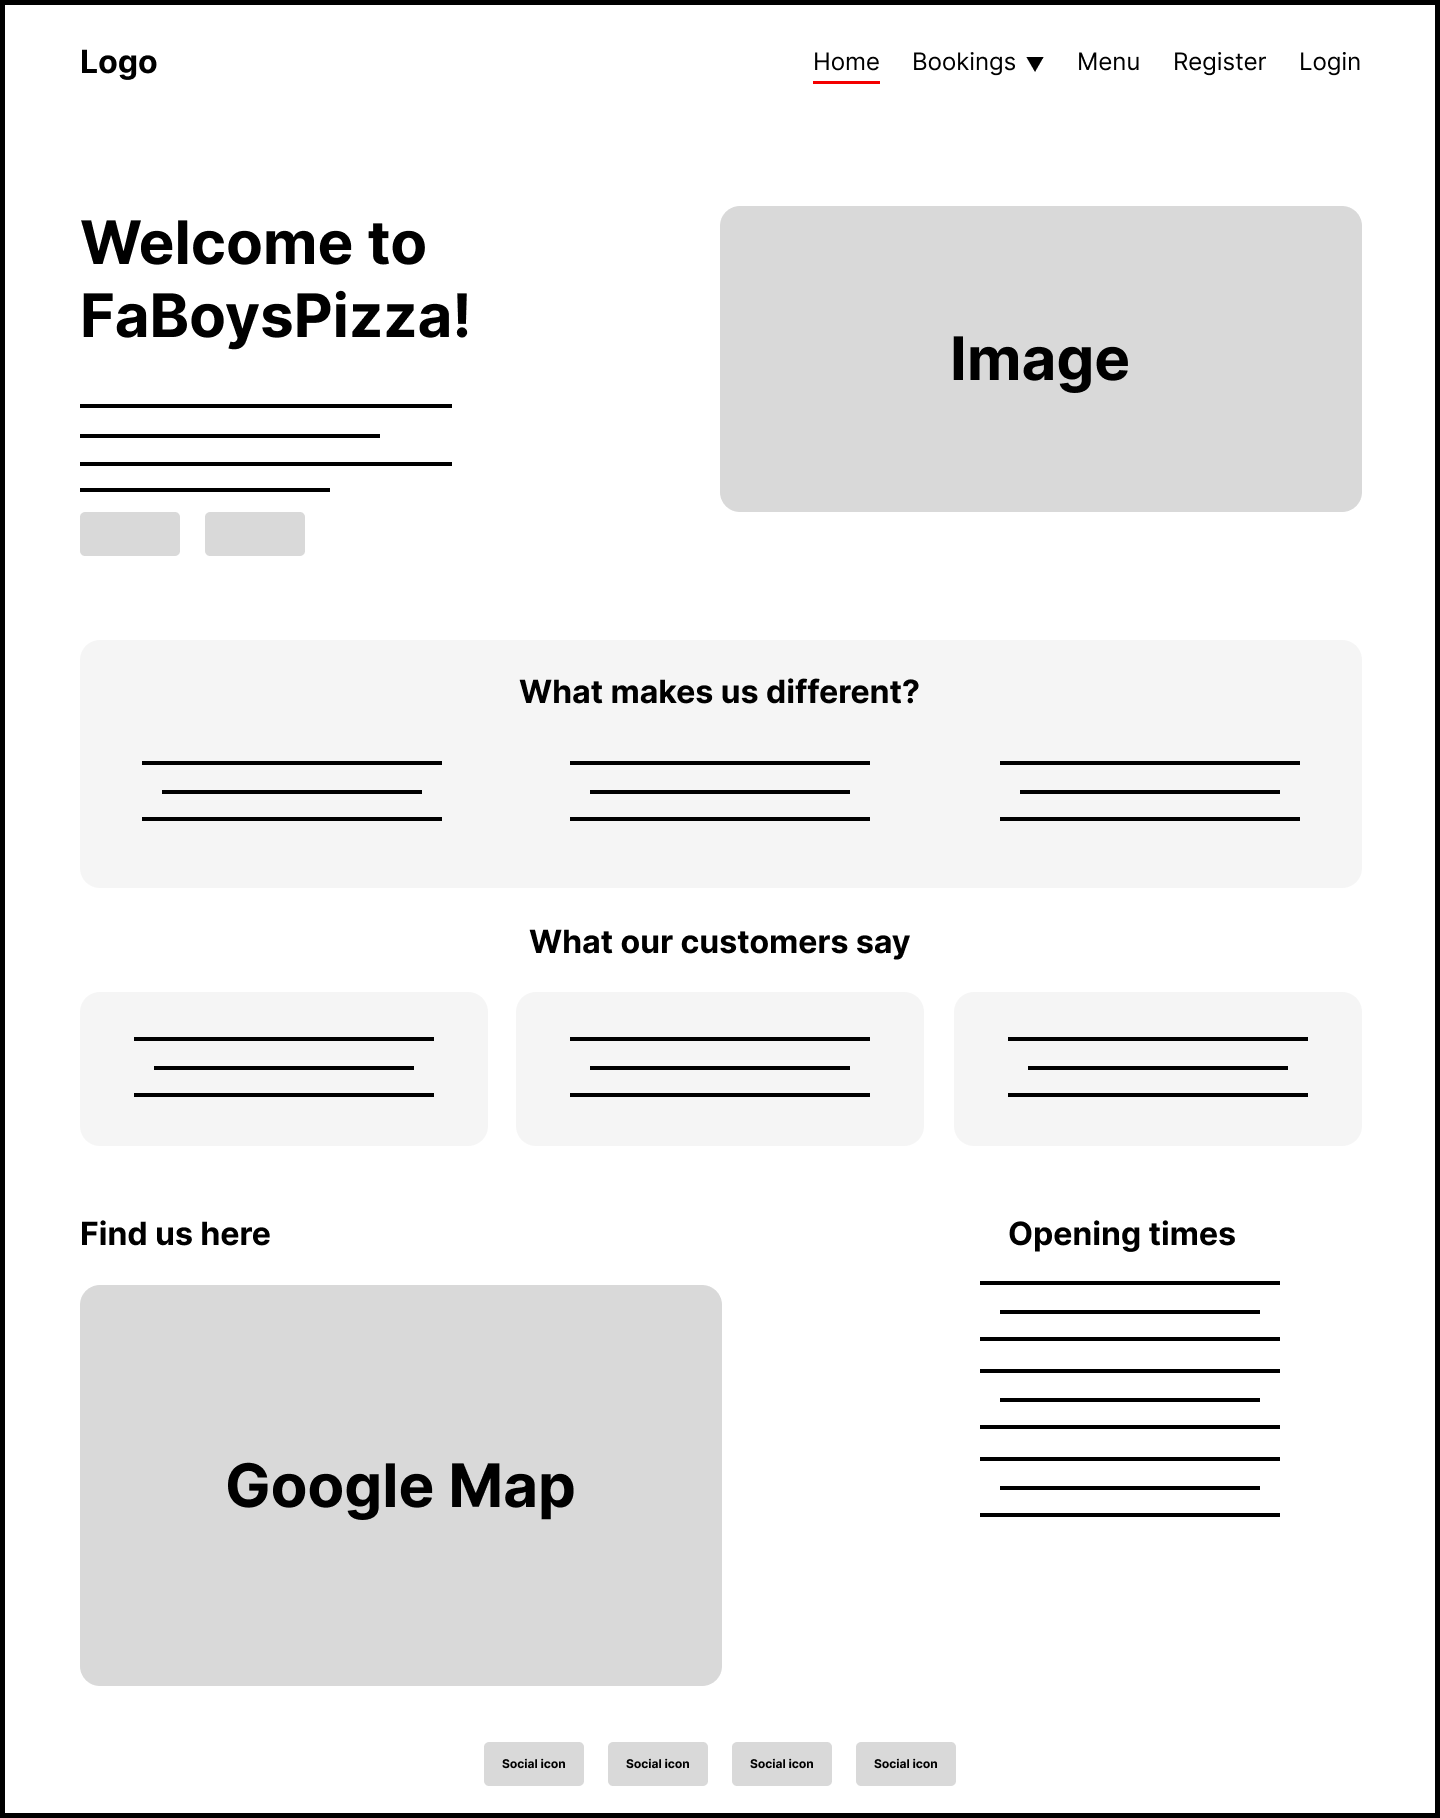 Logo
Home Bookings ▼ Menu Register Login
Welcome to
FaBoysPizza!
Image
What makes us different?
What our customers say
Find us here
Opening times
Google Map
Social icon Social icon Social icon Social icon